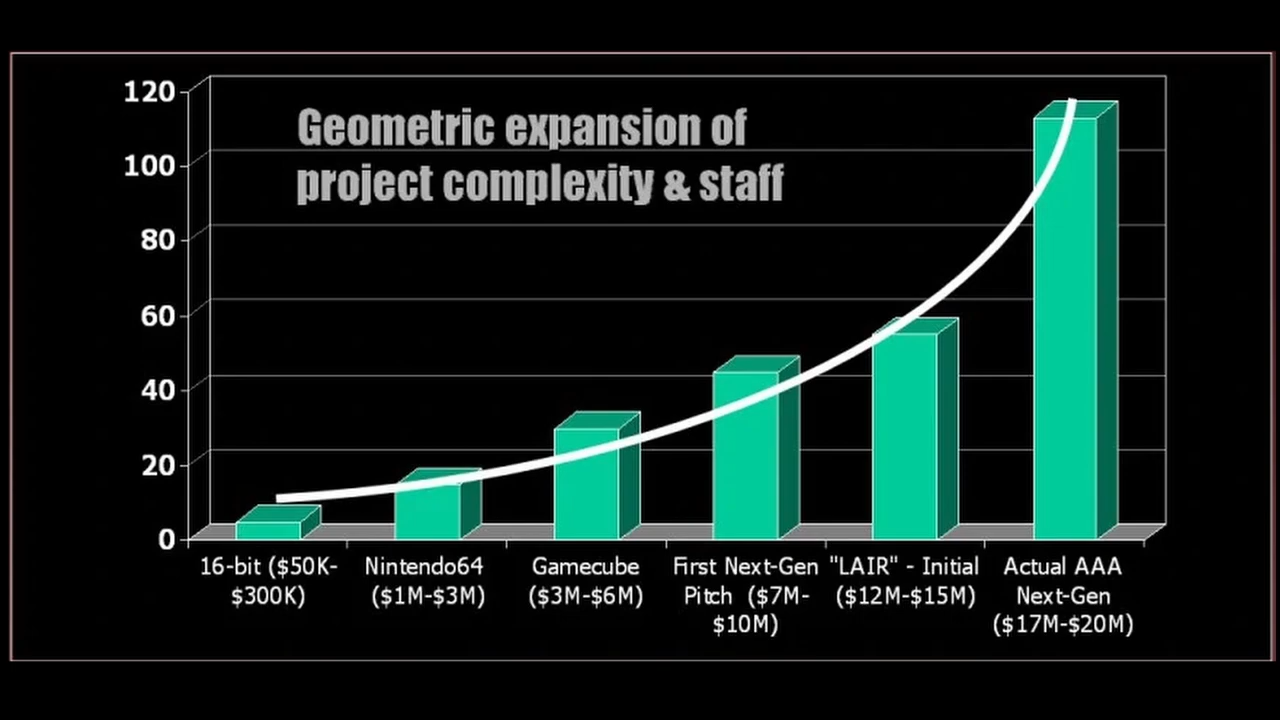 Geometric expansion of
project complexity & staff
120
100
80
60
40
20
0
16-bit ($50K-
$300K)
Nintendo64
($1M-$3M)
Gamecube
($3M-$6M)
First Next-Gen
Pitch ($7M-
$10M)
"LAIR" - Initial
($12M-$15M)
Actual AAA
Next-Gen
($17M-$20M)